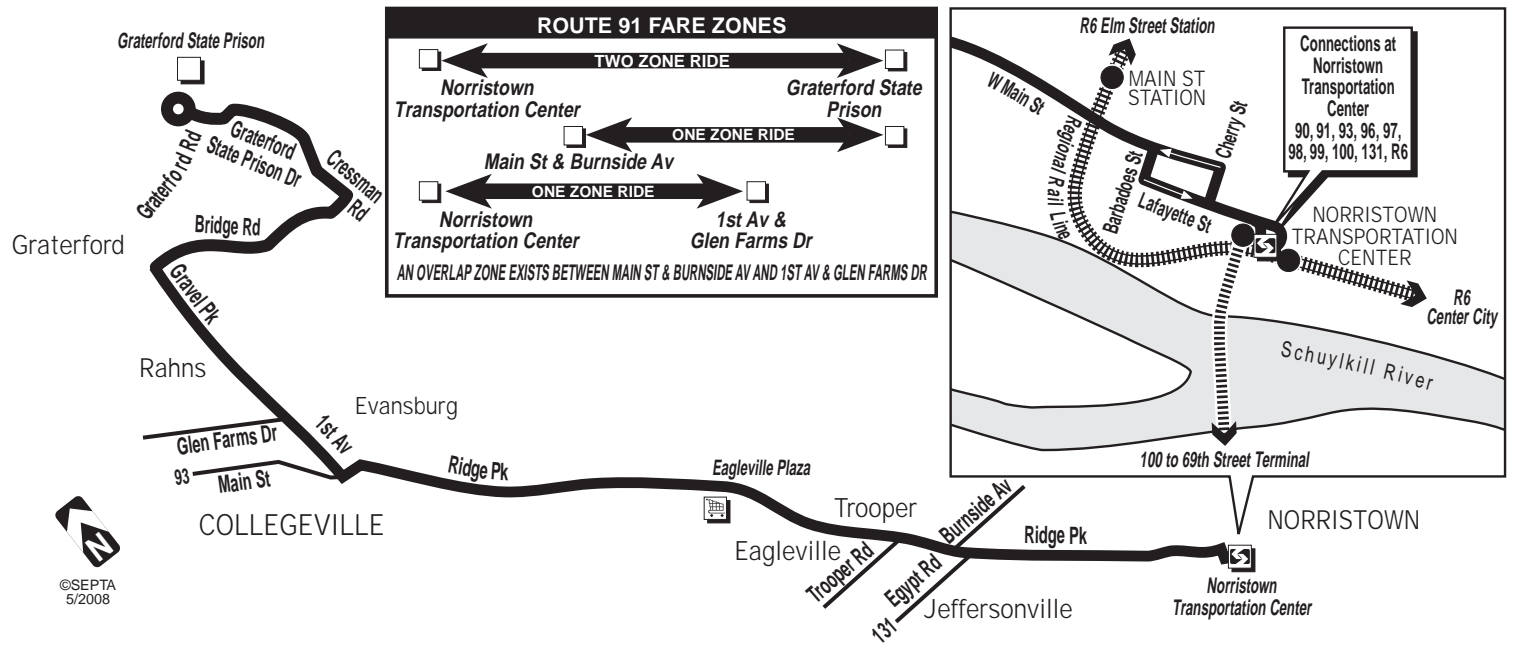 Graterford State Prison
Graterford Rd
Graterford
State Prison Dr
Cressman
Rd
Bridge Rd
Graterford
Gravel Pk
Rahns
Evansburg
1st Av
Glen Farms Dr
93
Main St
COLLEGEVILLE
Ridge Pk
Eagleville Plaza
Trooper
Eagleville
Trooper Rd
Burnside Av
Egypt Rd
131
Jeffersonville
Ridge Pk
NORRISTOWN
Norristown
Transportation Center
N
©SEPTA
5/2008
ROUTE 91 FARE ZONES
TWO ZONE RIDE
Norristown
Transportation Center
Graterford State
Prison
ONE ZONE RIDE
Main St & Burnside Av
ONE ZONE RIDE
Norristown
Transportation Center
1st Av &
Glen Farms Dr
AN OVERLAP ZONE EXISTS BETWEEN MAIN ST & BURNSIDE AV AND 1ST AV & GLEN FARMS DR
R6 Elm Street Station
MAIN ST
STATION
W Main St
Regional Rail Line
Cherry St
Barbadoes St
Lafayette St
Connections at
Norristown
Transportation
Center
90, 91, 93, 96, 97,
98, 99, 100, 131, R6
NORRISTOWN
TRANSPORTATION
CENTER
R6
Center City
Schuylkill River
100 to 69th Street Terminal